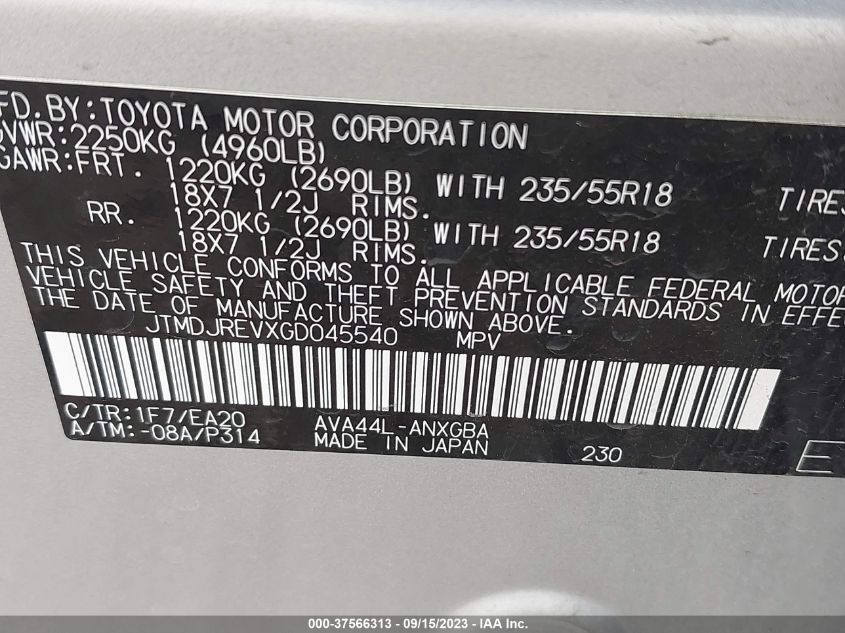 FD. BY: TOYOTA MOTOR CORPORATION
GVWR: 2250KG (4960LB)
GAWR: FRT. 1220KG (2690LB) WITH 235/55R18 TIRES
18X7 1/2J RIMS.
RR. 1220KG (2690LB) WITH 235/55R18 TIRES
18X7 1/2J RIMS.
THIS VEHICLE CONFORMS TO ALL APPLICABLE FEDERAL MOTOR
VEHICLE SAFETY AND THEFT PREVENTION STANDARDS IN EFFE
THE DATE OF MANUFACTURE SHOWN ABOVE.
JTMDJREVXGD045540 MPV
C/TR: 1F7/EA20 AVA44L-ANXGBA
A/TM: -08A/P314 MADE IN JAPAN 230
000-37566313 - 09/15/2023 - IAA Inc.